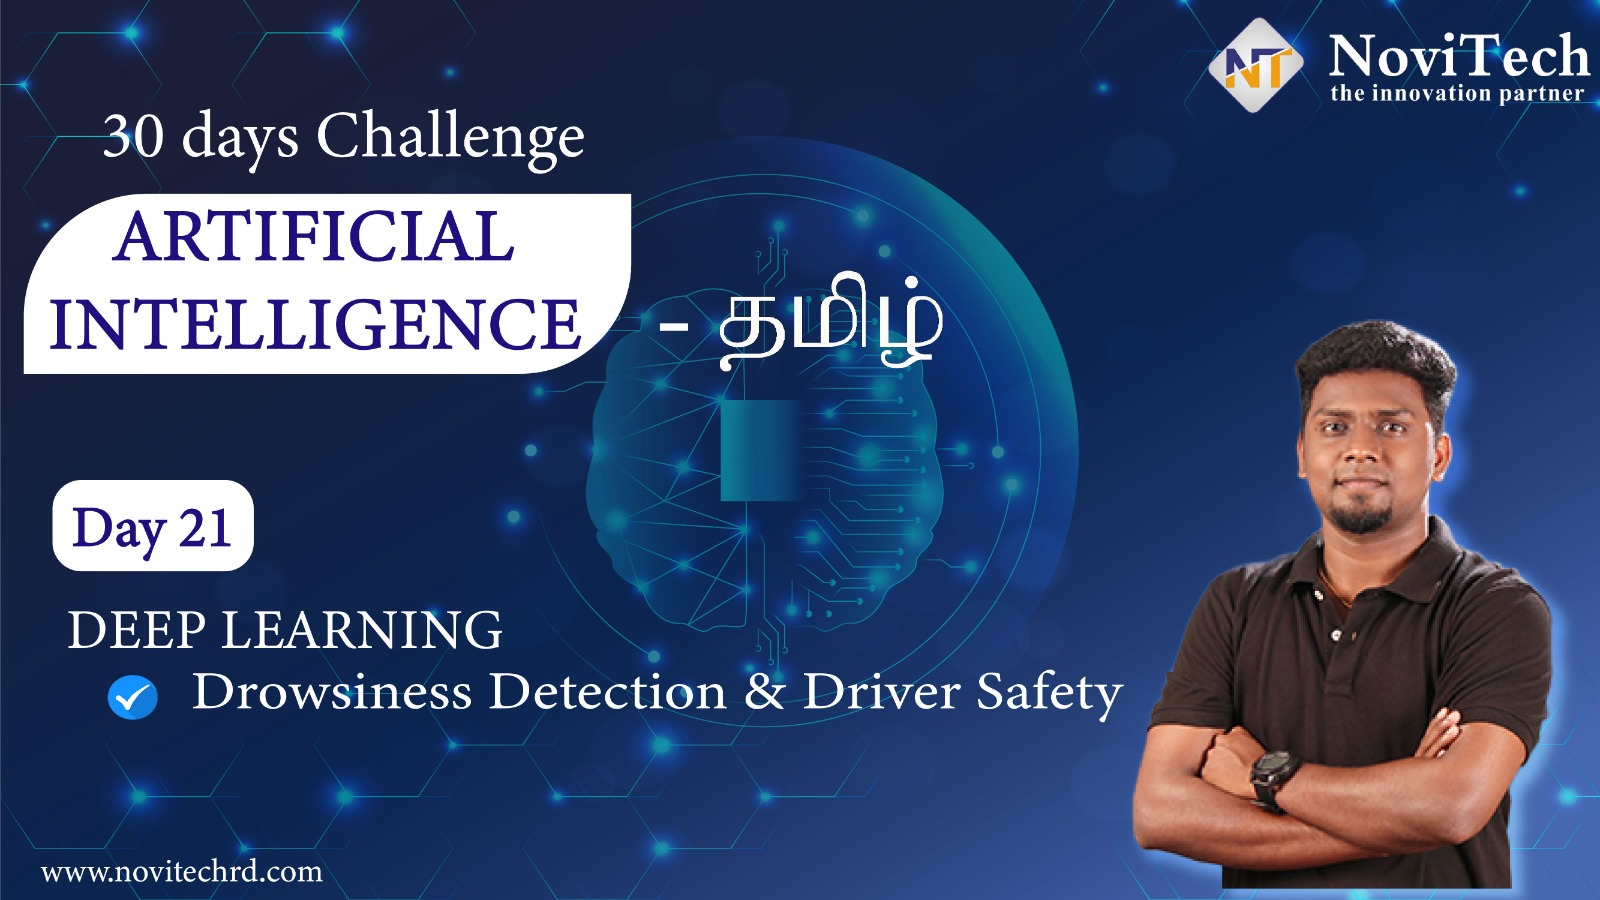 NT NoviTech
the innovation partner
30 days Challenge
ARTIFICIAL
INTELLIGENCE - தமிழ்
Day 21
DEEP LEARNING
Drowsiness Detection & Driver Safety
www.novitechrd.com